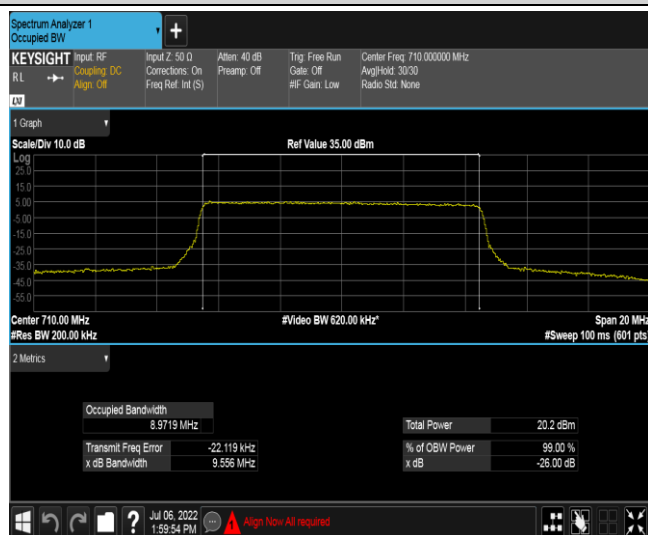 Spectrum Analyzer 1
Occupied BW
KEYSIGHT
RL
LXI
Input: RF
Coupling: DC
Align: Off
Input Z: 50 Ω
Corrections: On
Freq Ref: Int (S)
Atten: 40 dB
Preamp: Off
Trig: Free Run
Gate: Off
#IF Gain: Low
Center Freq: 710.000000 MHz
Avg|Hold: 30/30
Radio Std: None
1 Graph
Scale/Div 10.0 dB
Ref Value 35.00 dBm
Log
25.0
15.0
5.00
-5.00
-15.0
-25.0
-35.0
-45.0
-55.0
Center 710.00 MHz
#Video BW 620.00 kHz*
Span 20 MHz
#Res BW 200.00 kHz
#Sweep 100 ms (601 pts)
2 Metrics
Occupied Bandwidth
8.9719 MHz
Total Power 20.2 dBm
Transmit Freq Error -22.119 kHz
% of OBW Power 99.00 %
x dB Bandwidth 9.556 MHz
x dB -26.00 dB
?
Jul 06, 2022
1:59:54 PM
1
Align Now All required